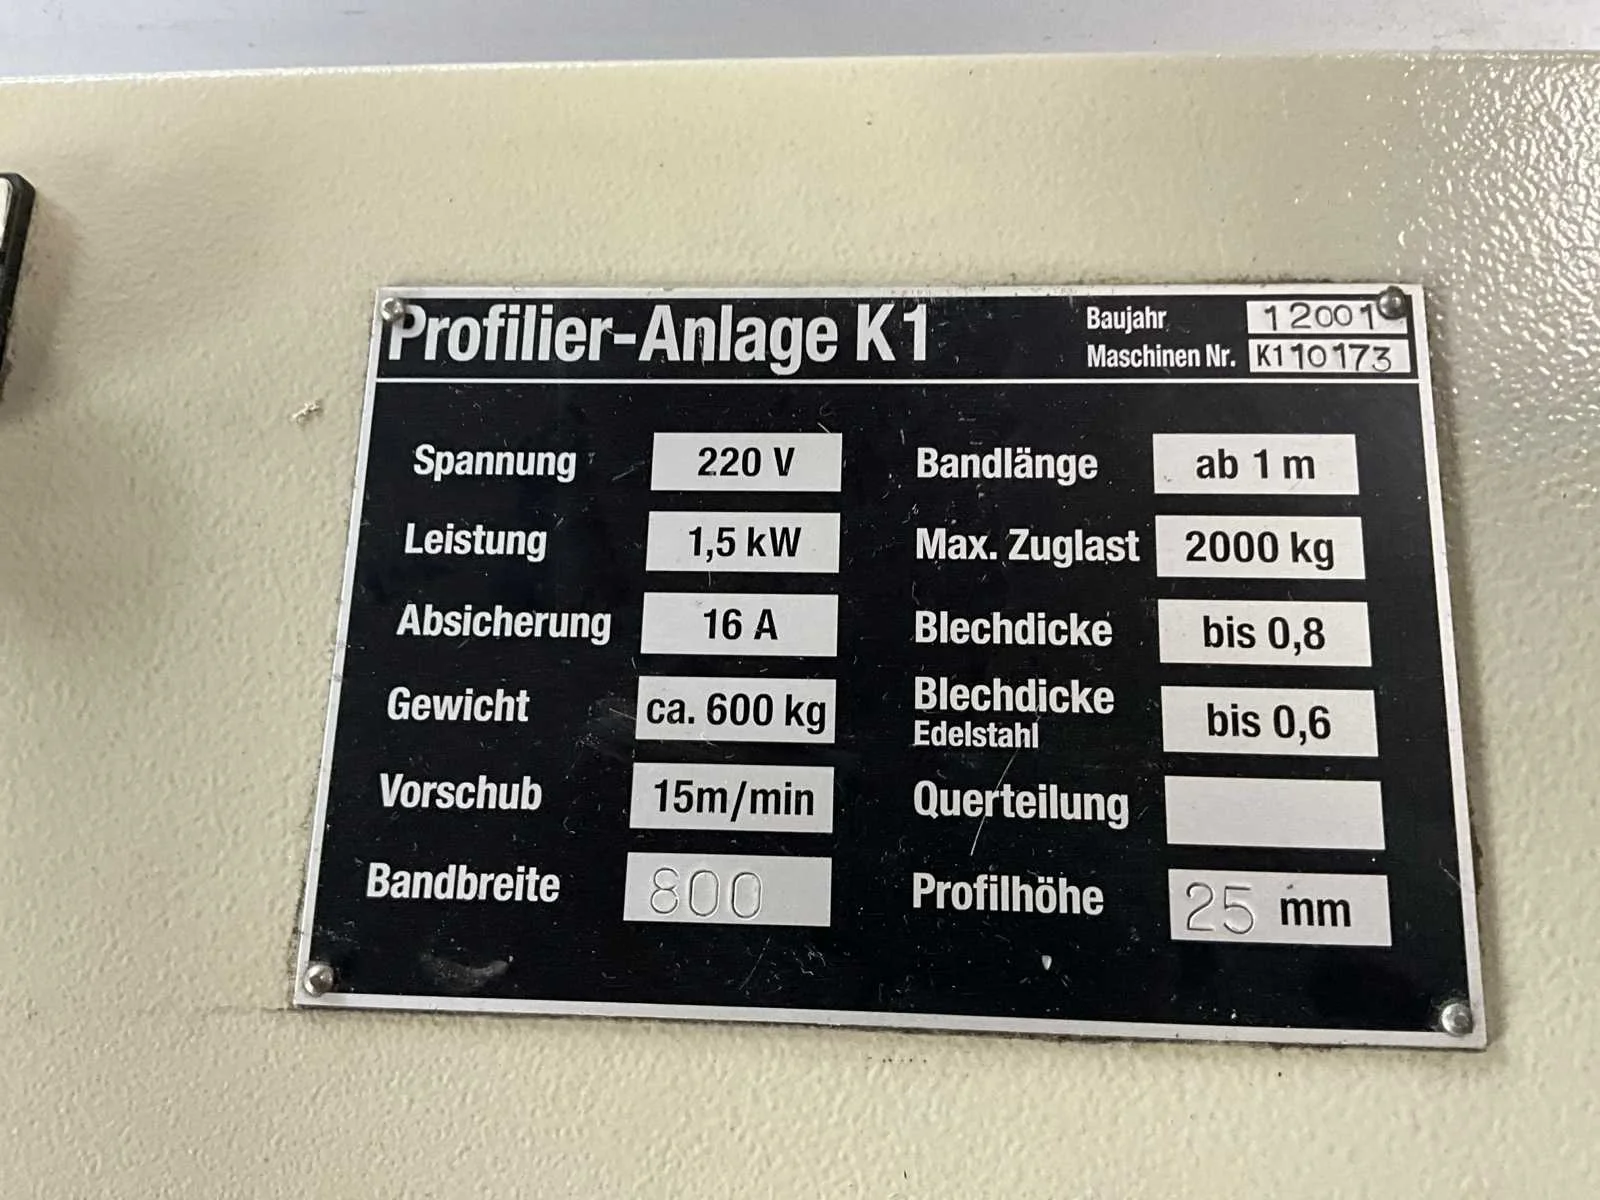 Profilier-Anlage K1
Baujahr 12001
Maschinen Nr. K110173
Spannung 220 V
Leistung 1,5 kW
Absicherung 16 A
Gewicht ca. 600 kg
Vorschub 15m/min
Bandbreite 800
Bandlänge ab 1 m
Max. Zuglast 2000 kg
Blechdicke bis 0,8
Blechdicke
Edelstahl bis 0,6
Querteilung
Profilhöhe 25 mm